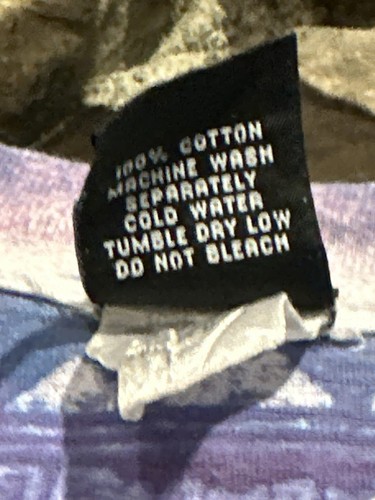 100% COTTON
MACHINE WASH
SEPARATELY
COLD WATER
TUMBLE DRY LOW
DO NOT BLEACH